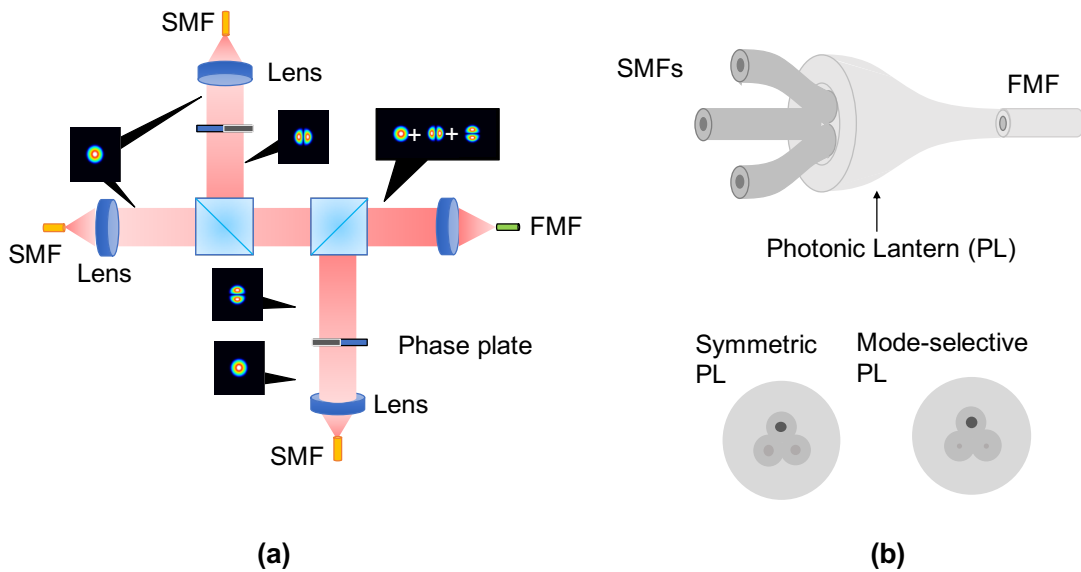 SMF
Lens
+ +
SMF
Lens
FMF
Phase plate
Lens
SMF
(a)
SMFs
FMF
Photonic Lantern (PL)
Symmetric
PL
Mode-selective
PL
(b)